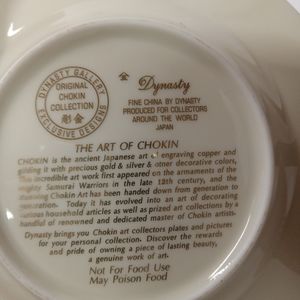 DYNASTY GALLERY
ORIGINAL
CHOKIN
COLLECTION
彫金
EXCLUSIVE DESIGNS
Dynasty
FINE CHINA BY DYNASTY
PRODUCED FOR COLLECTORS
AROUND THE WORLD
JAPAN
THE ART OF CHOKIN
CHOKIN is the ancient Japanese art of engraving copper and
gilding it with precious gold & silver & other decorative colors,
This incredible art work first appeared on the armaments of the
mighty Samurai Warriors in the late 12th century, and the
stunning Chokin Art has been handed down from generation to
generation. Today it has evolved into an art of decorating
various household articles as well as prized art collections by a
handful of renowned and dedicated master of Chokin artists.
Dynasty brings you Chokin art collectors plates and pictures
for your personal collection. Discover the rewards
and pride of owning a piece of lasting beauty,
a genuine work of art.
Not For Food Use
May Poison Food